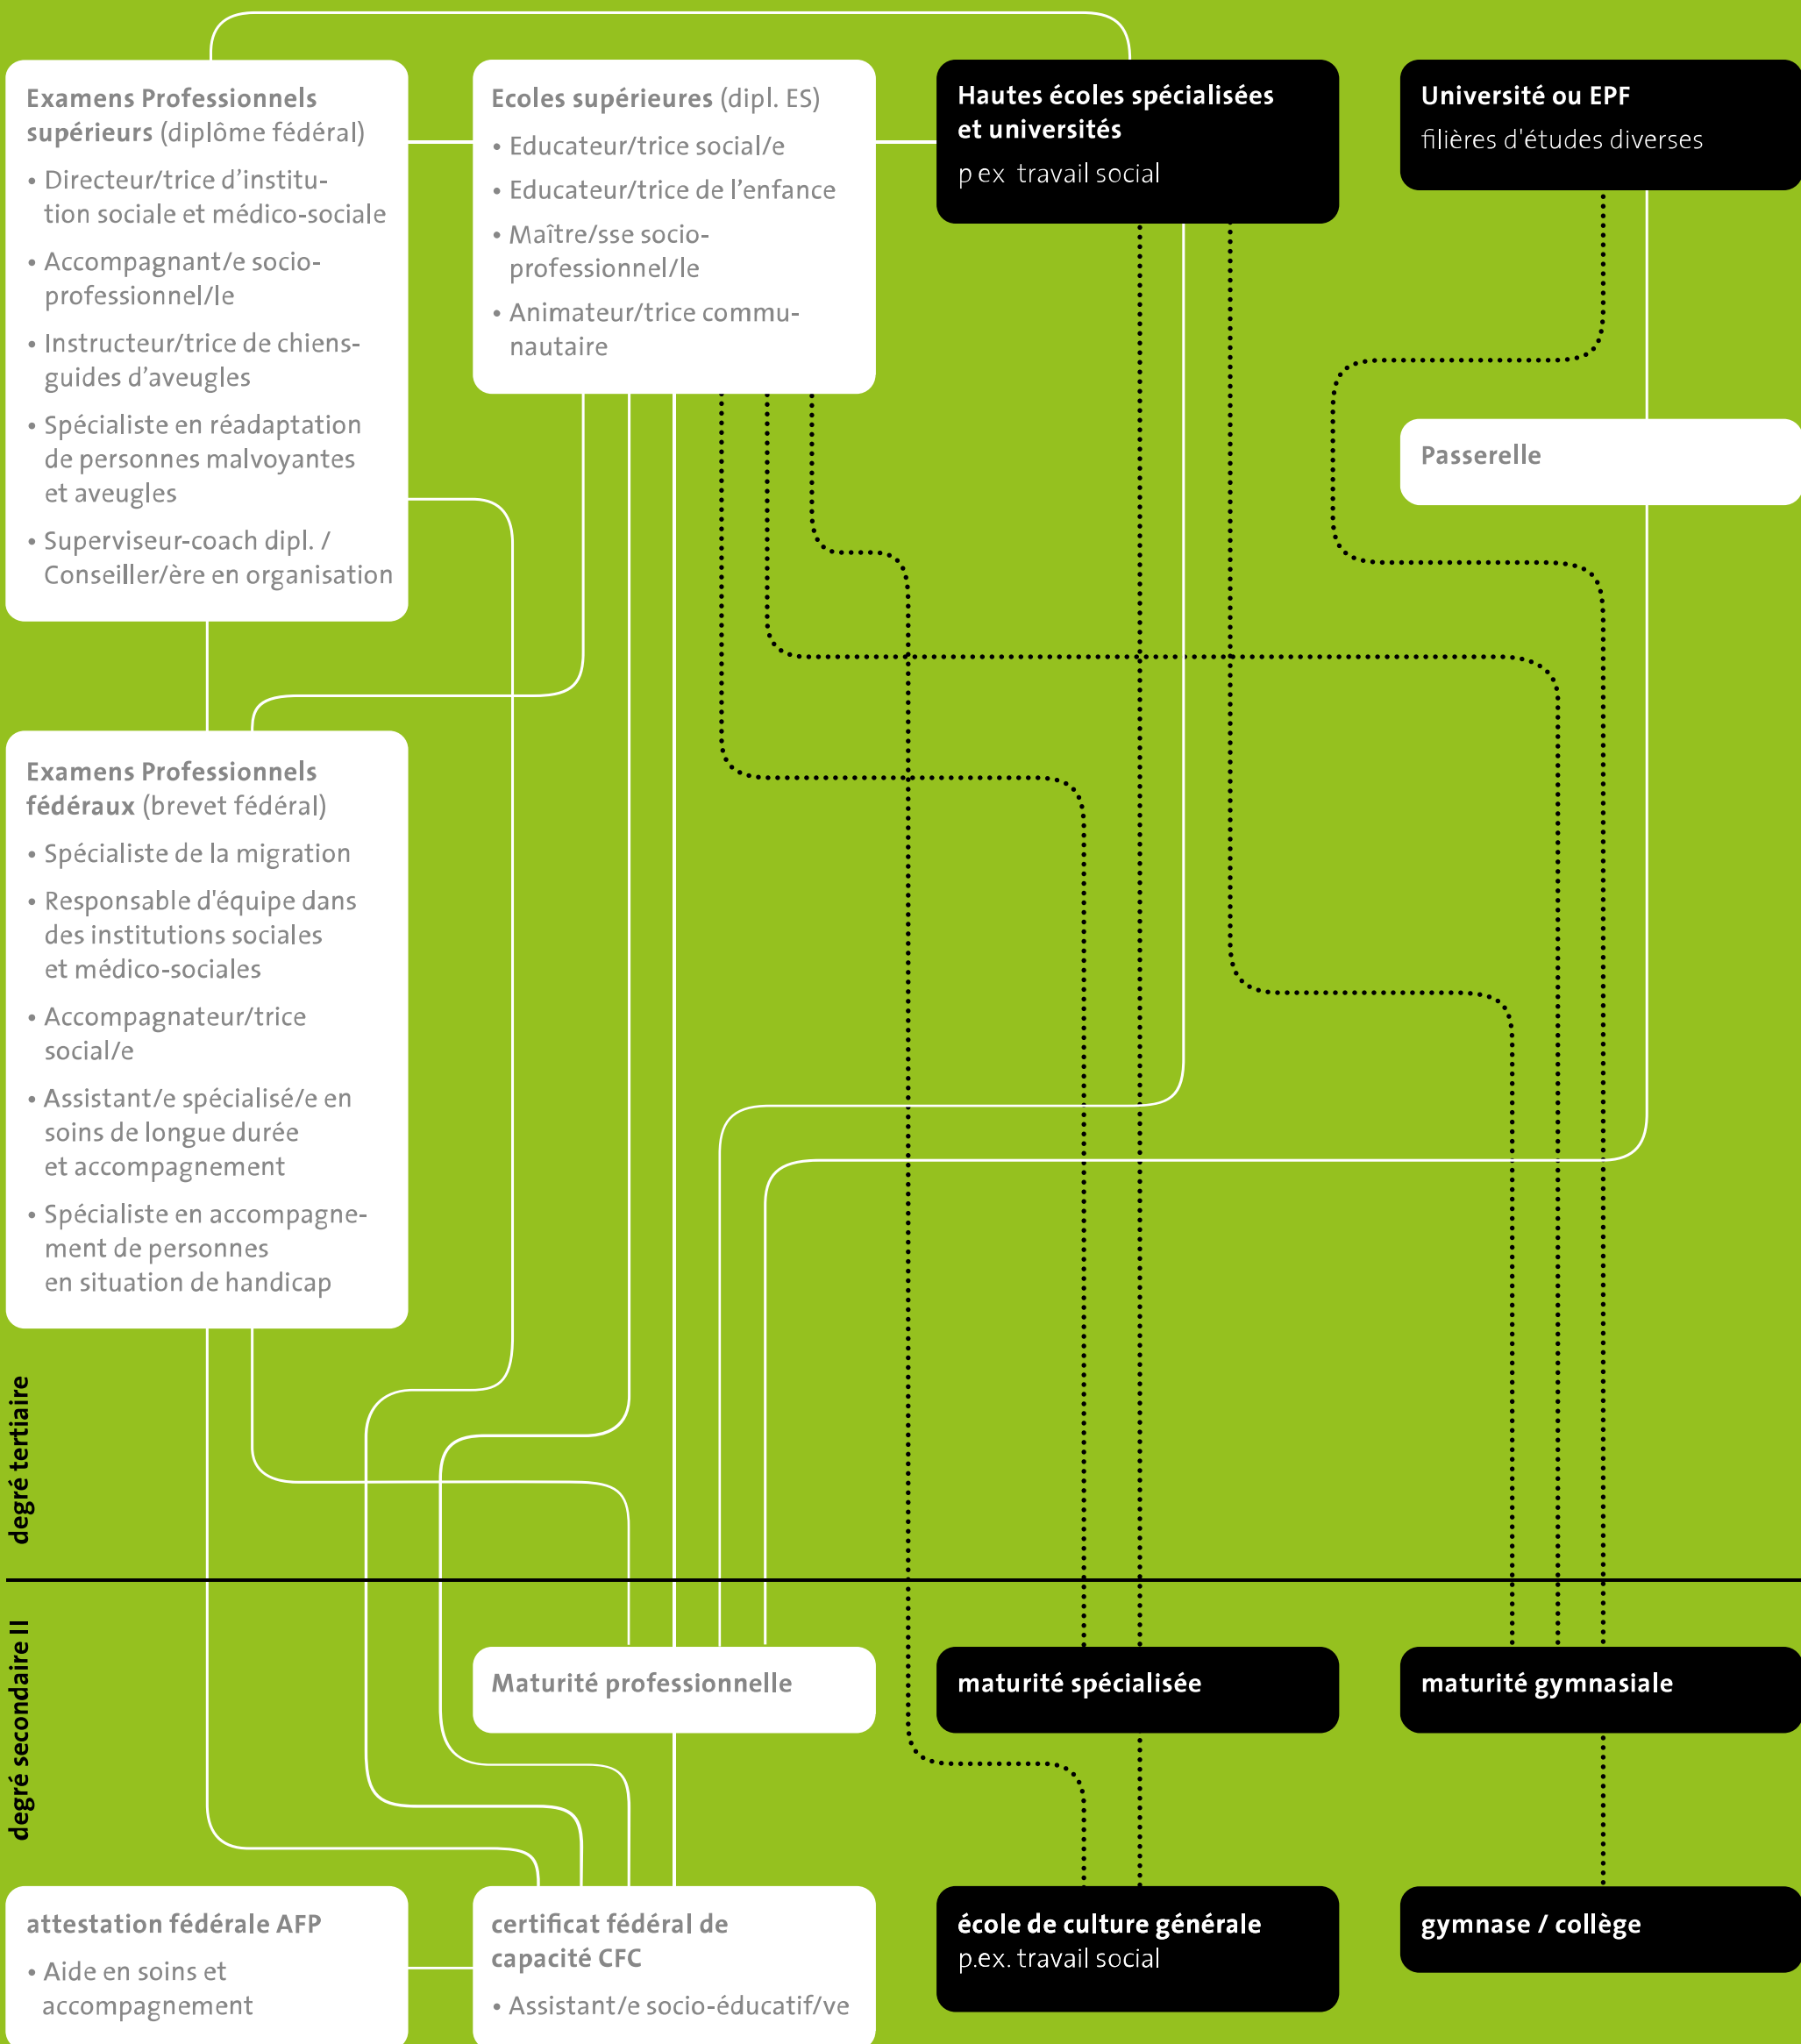 Examens Professionnels
supérieurs (diplôme fédéral)
• Directeur/trice d’institu-
tion sociale et médico-sociale
• Accompagnant/e socio-
professionnel/le
• Instructeur/trice de chiens-
guides d’aveugles
• Spécialiste en réadaptation
de personnes malvoyantes
et aveugles
• Superviseur-coach dipl. /
Conseiller/ère en organisation
Ecoles supérieures (dipl. ES)
• Educateur/trice social/e
• Educateur/trice de l’enfance
• Maître/sse socio-
professionnel/le
• Animateur/trice commu-
nautaire
Hautes écoles spécialisées
et universités
p ex travail social
Université ou EPF
filières d'études diverses
Passerelle
Examens Professionnels
fédéraux (brevet fédéral)
• Spécialiste de la migration
• Responsable d'équipe dans
des institutions sociales
et médico-sociales
• Accompagnateur/trice
social/e
• Assistant/e spécialisé/e en
soins de longue durée
et accompagnement
• Spécialiste en accompagne-
ment de personnes
en situation de handicap
degré tertiaire
degré secondaire II
Maturité professionnelle
maturité spécialisée
maturité gymnasiale
attestation fédérale AFP
• Aide en soins et
accompagnement
certificat fédéral de
capacité CFC
• Assistant/e socio-éducatif/ve
école de culture générale
p.ex. travail social
gymnase / collège